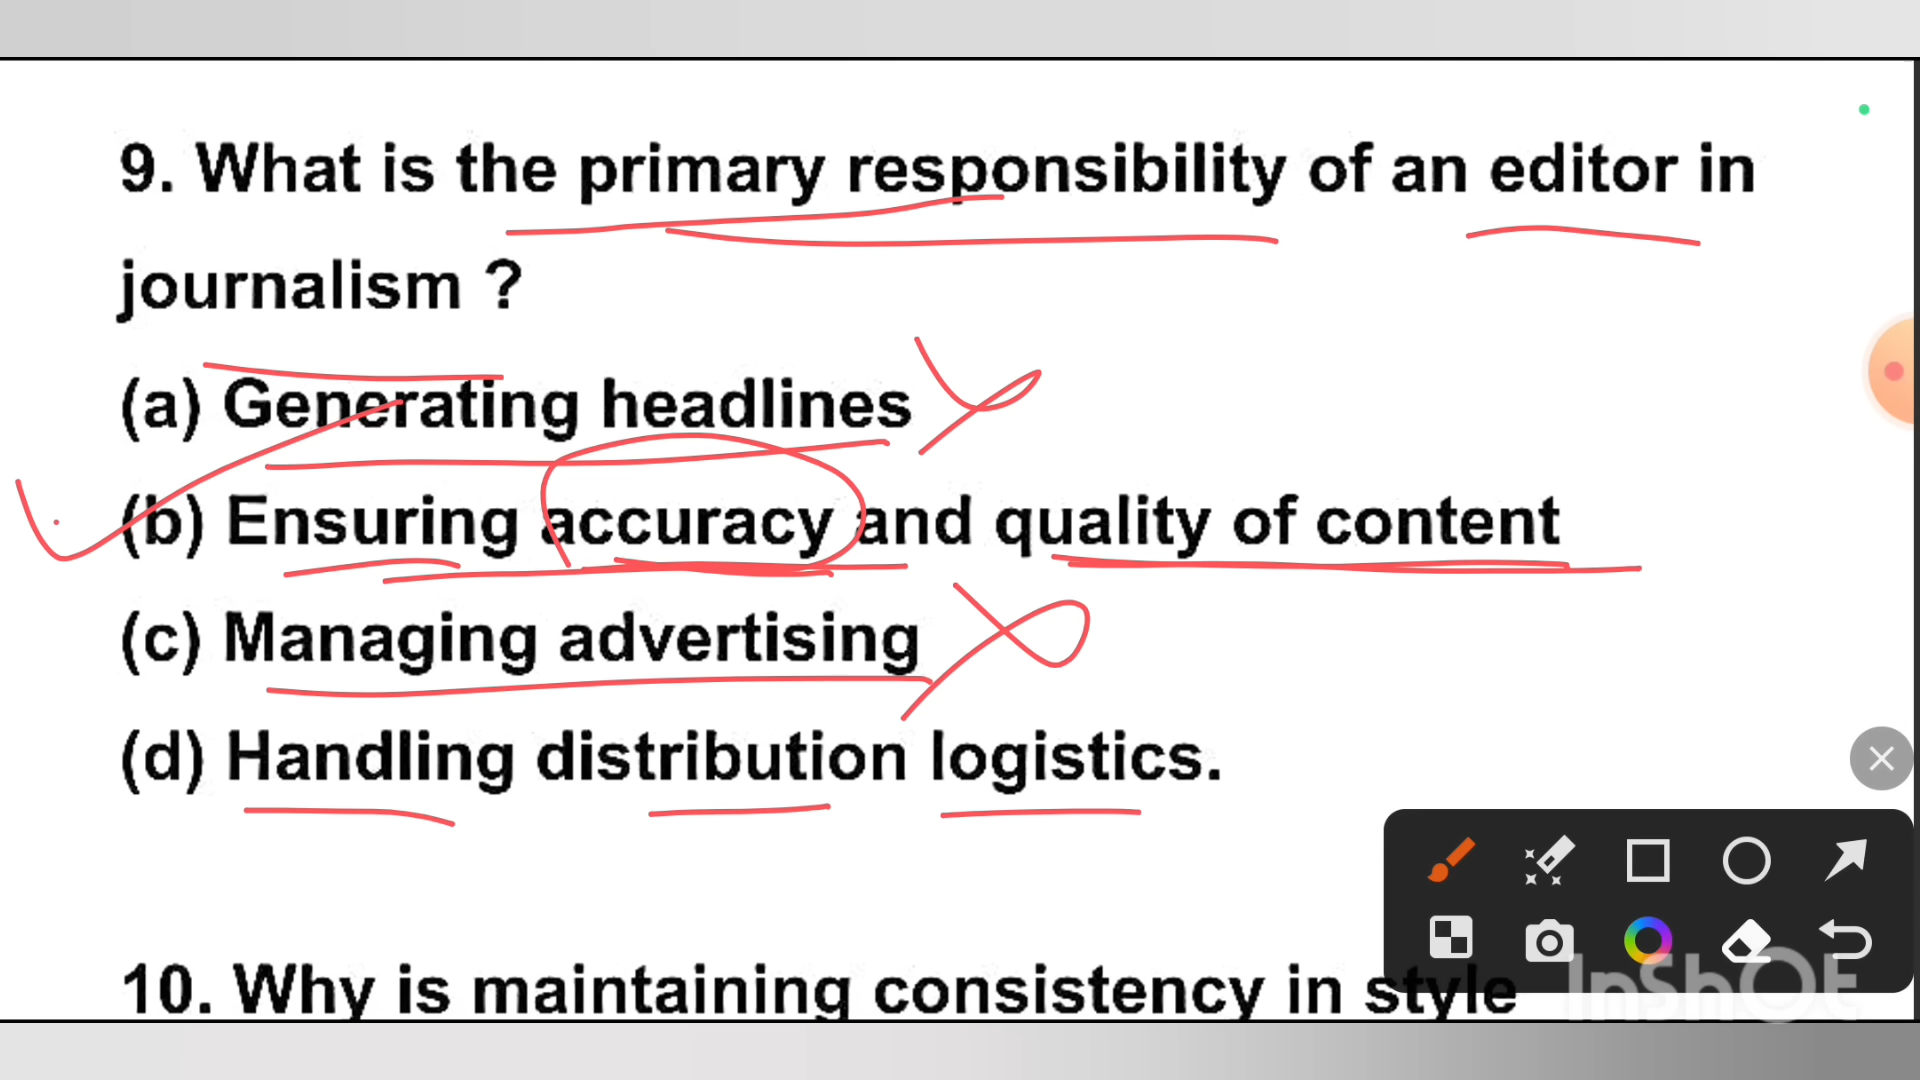 9. What is the primary responsibility of an editor in
journalism ?
(a) Generating headlines
(b) Ensuring accuracy and quality of content
(c) Managing advertising
(d) Handling distribution logistics.
10. Why is maintaining consistency in style
InShOt